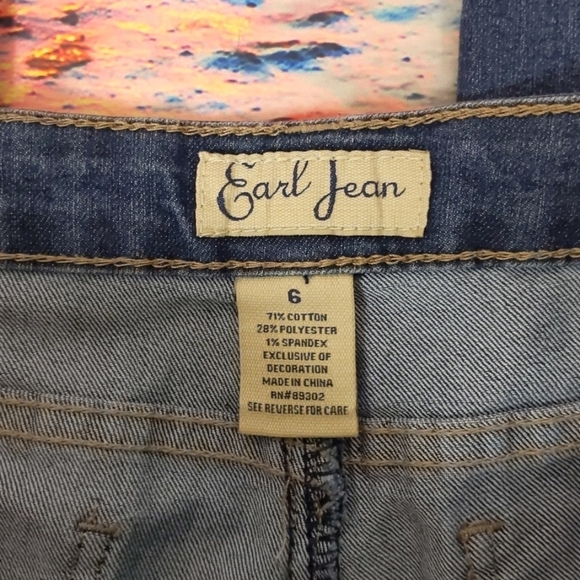 Earl Jean
6
71% COTTON
28% POLYESTER
1% SPANDEX
EXCLUSIVE OF
DECORATION
MADE IN CHINA
RN#89302
SEE REVERSE FOR CARE